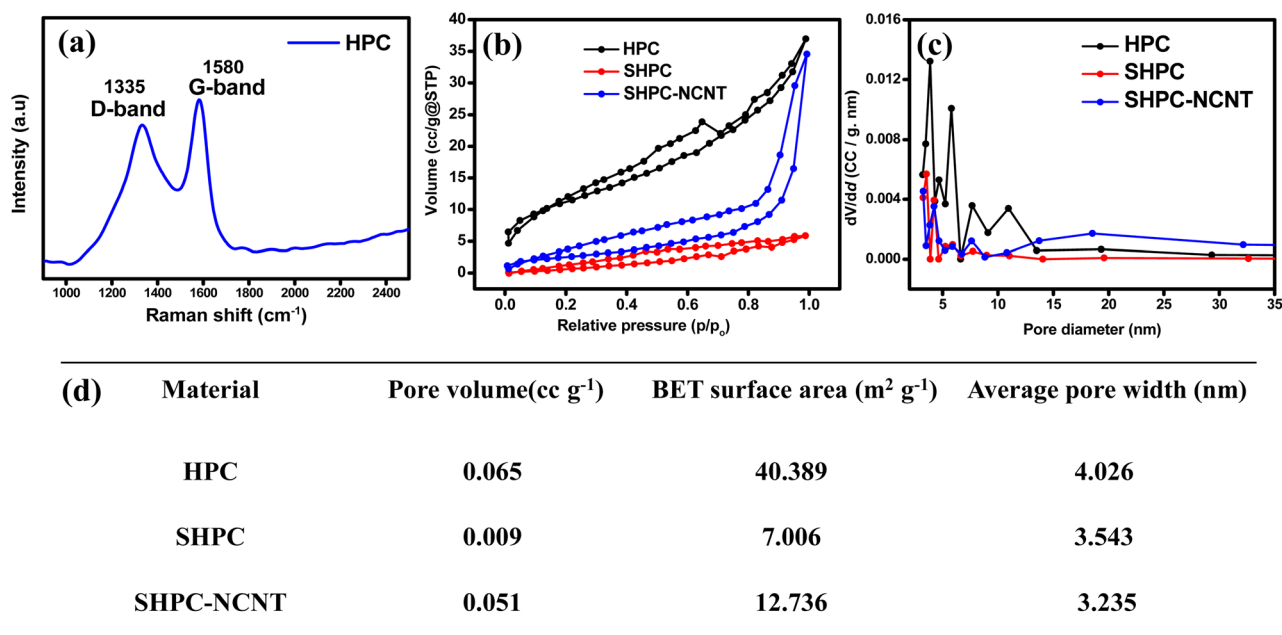 (a)
HPC
1335
D-band
1580
G-band
Intensity (a.u)
1000 1200 1400 1600 1800 2000 2200 2400
Raman shift (cm⁻¹)
(b)
HPC
SHPC
SHPC-NCNT
Volume (cc/g@STP)
40
35
30
25
20
15
10
5
0
0.0 0.2 0.4 0.6 0.8 1.0
Relative pressure (p/pₒ)
(c)
HPC
SHPC
SHPC-NCNT
dV/dd (CC / g. nm)
0.016
0.012
0.008
0.004
0.000
5 10 15 20 25 30 35
Pore diameter (nm)
(d) Material Pore volume(cc g⁻¹) BET surface area (m² g⁻¹) Average pore width (nm)
HPC 0.065 40.389 4.026
SHPC 0.009 7.006 3.543
SHPC-NCNT 0.051 12.736 3.235